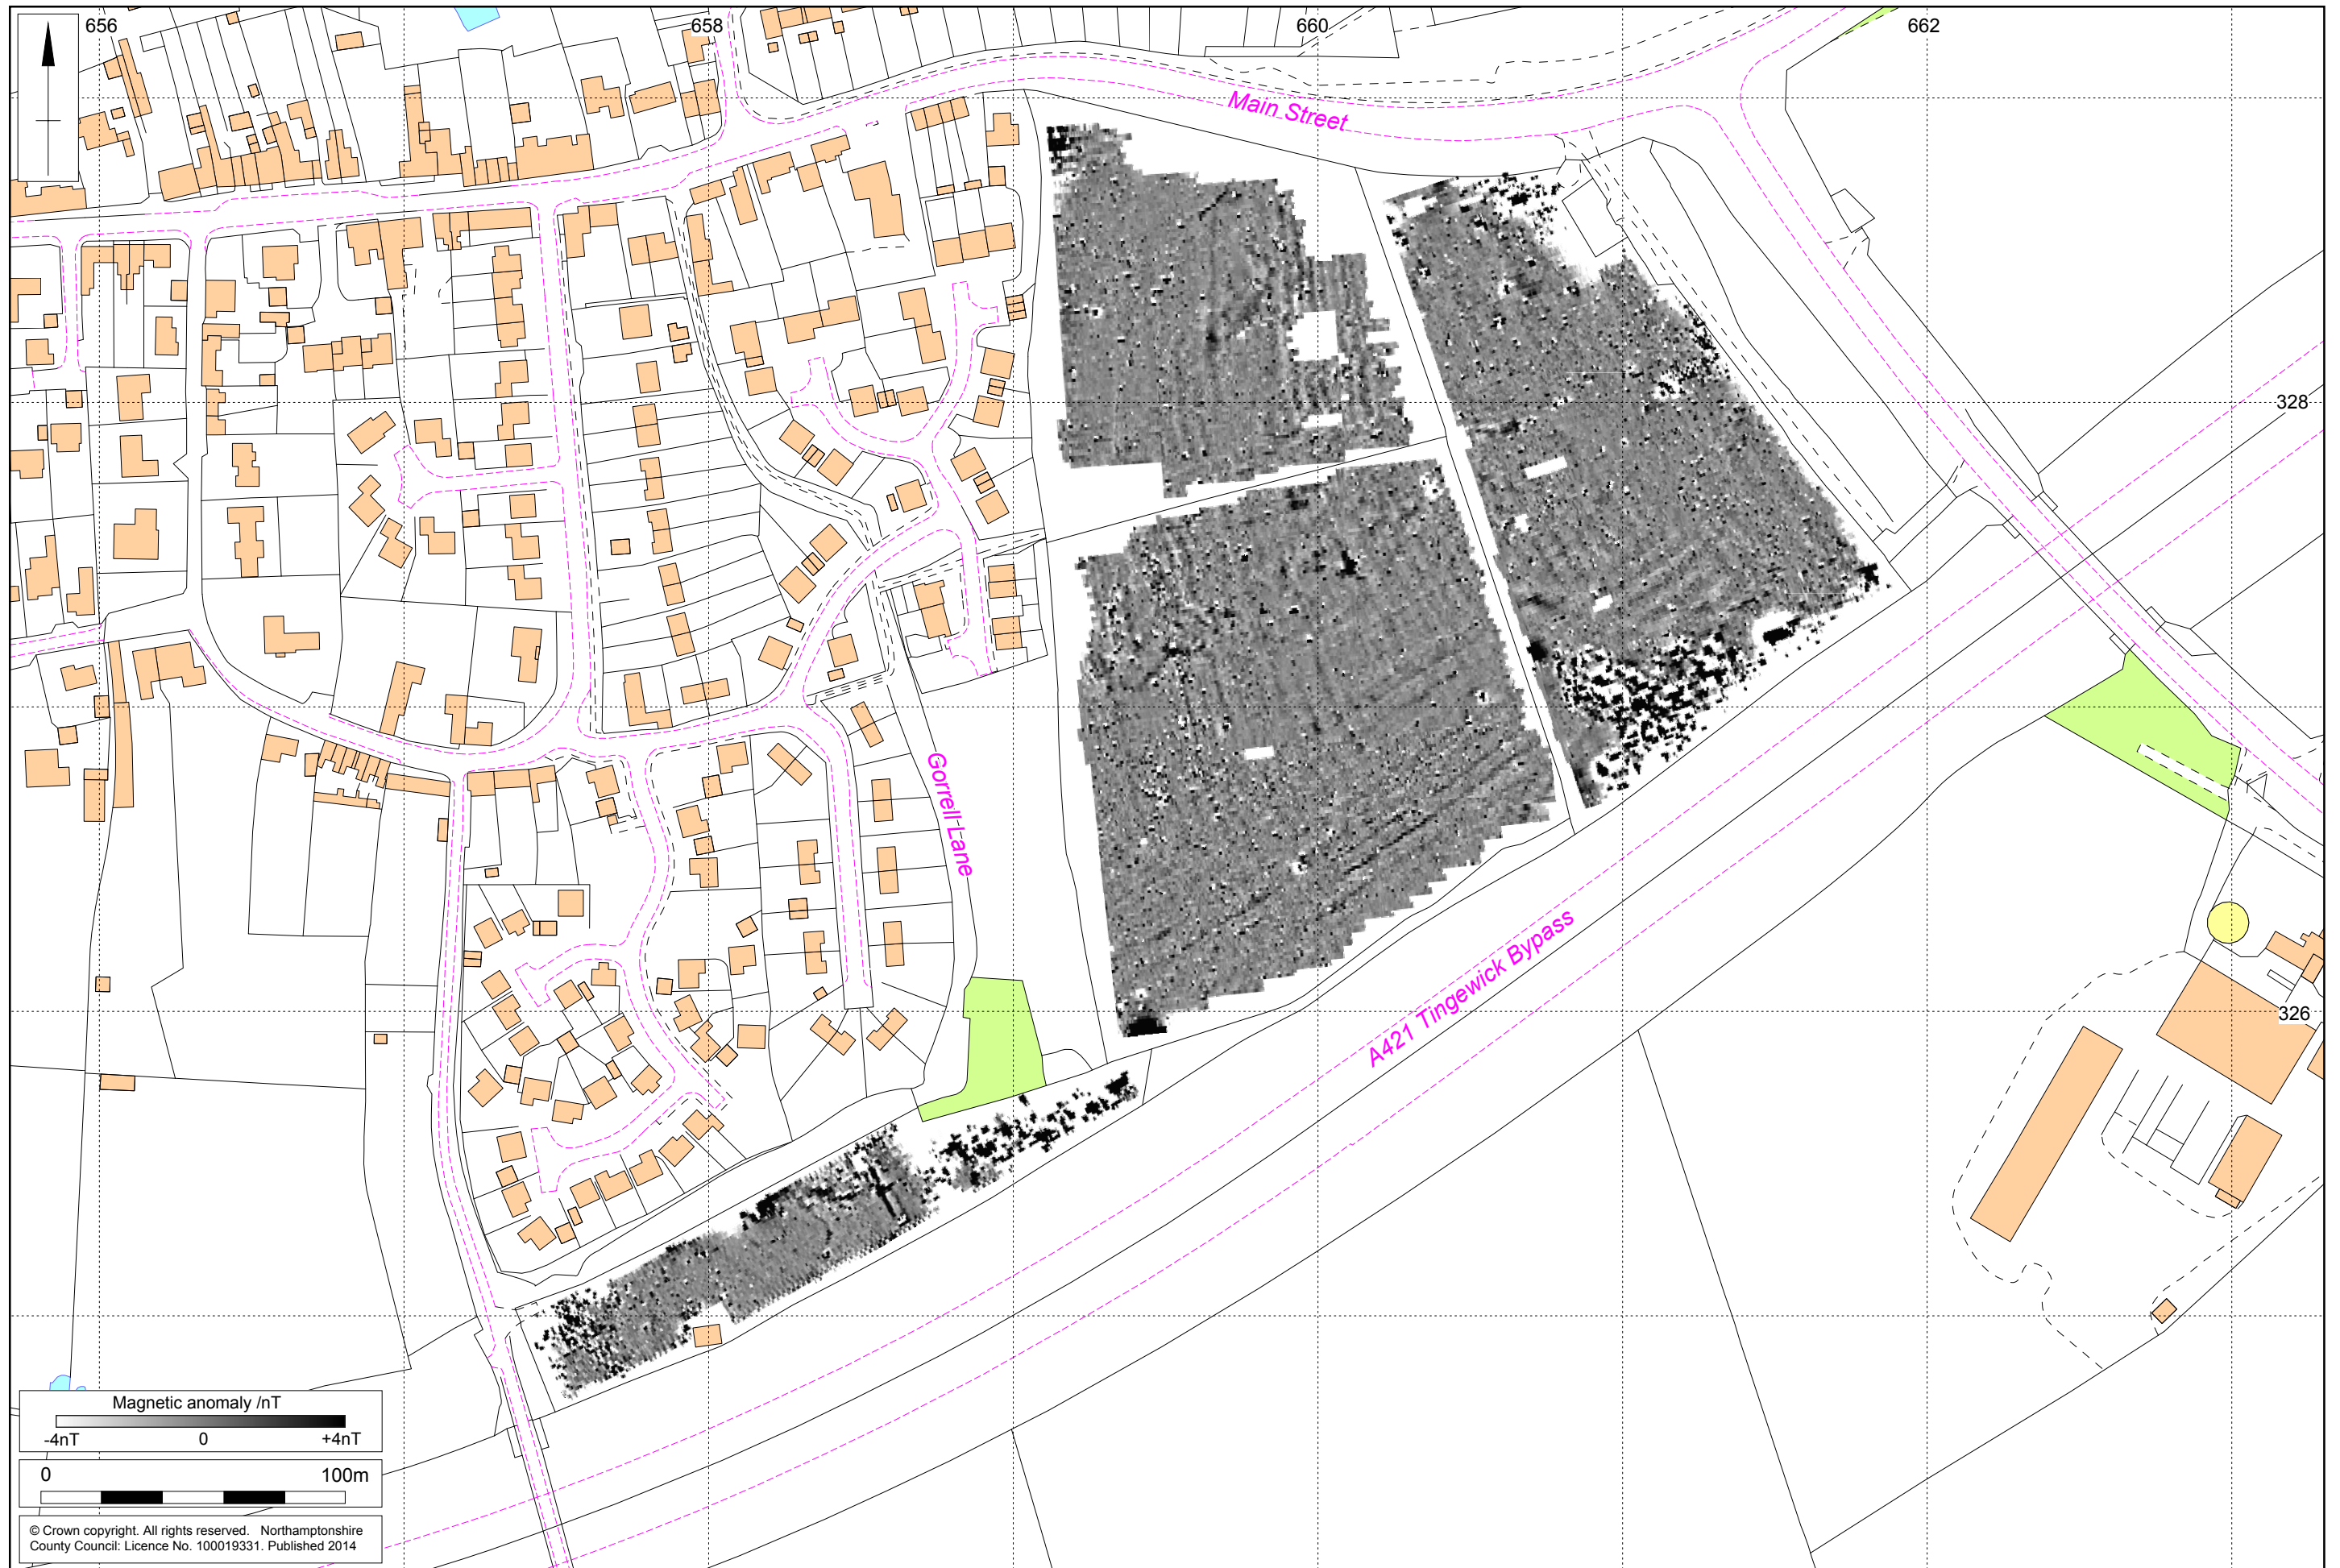 656
658
660
662
Main Street
328
Gorrell Lane
A421 Tingewick Bypass
326
Magnetic anomaly /nT
-4nT 0 +4nT
0 100m
© Crown copyright. All rights reserved. Northamptonshire
County Council: Licence No. 100019331. Published 2014